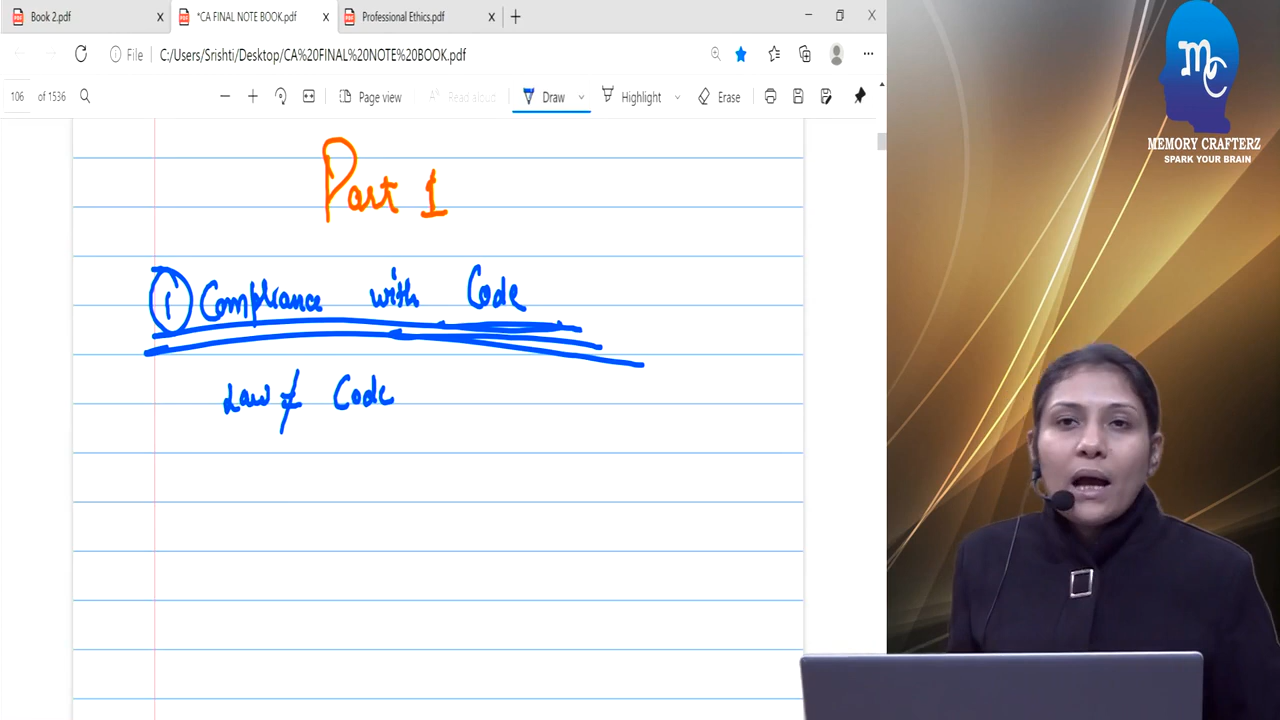 Book 2.pdf
*CA FINAL NOTE BOOK.pdf
Professional Ethics.pdf
File C:/Users/Srishti/Desktop/CA%20FINAL%20NOTE%20BOOK.pdf
106 of 1536
Page view
Read aloud
Draw
Highlight
Erase
Part 1
① Compliance with Code
Law ≠ Code
MC
MEMORY CRAFTERZ
SPARK YOUR BRAIN